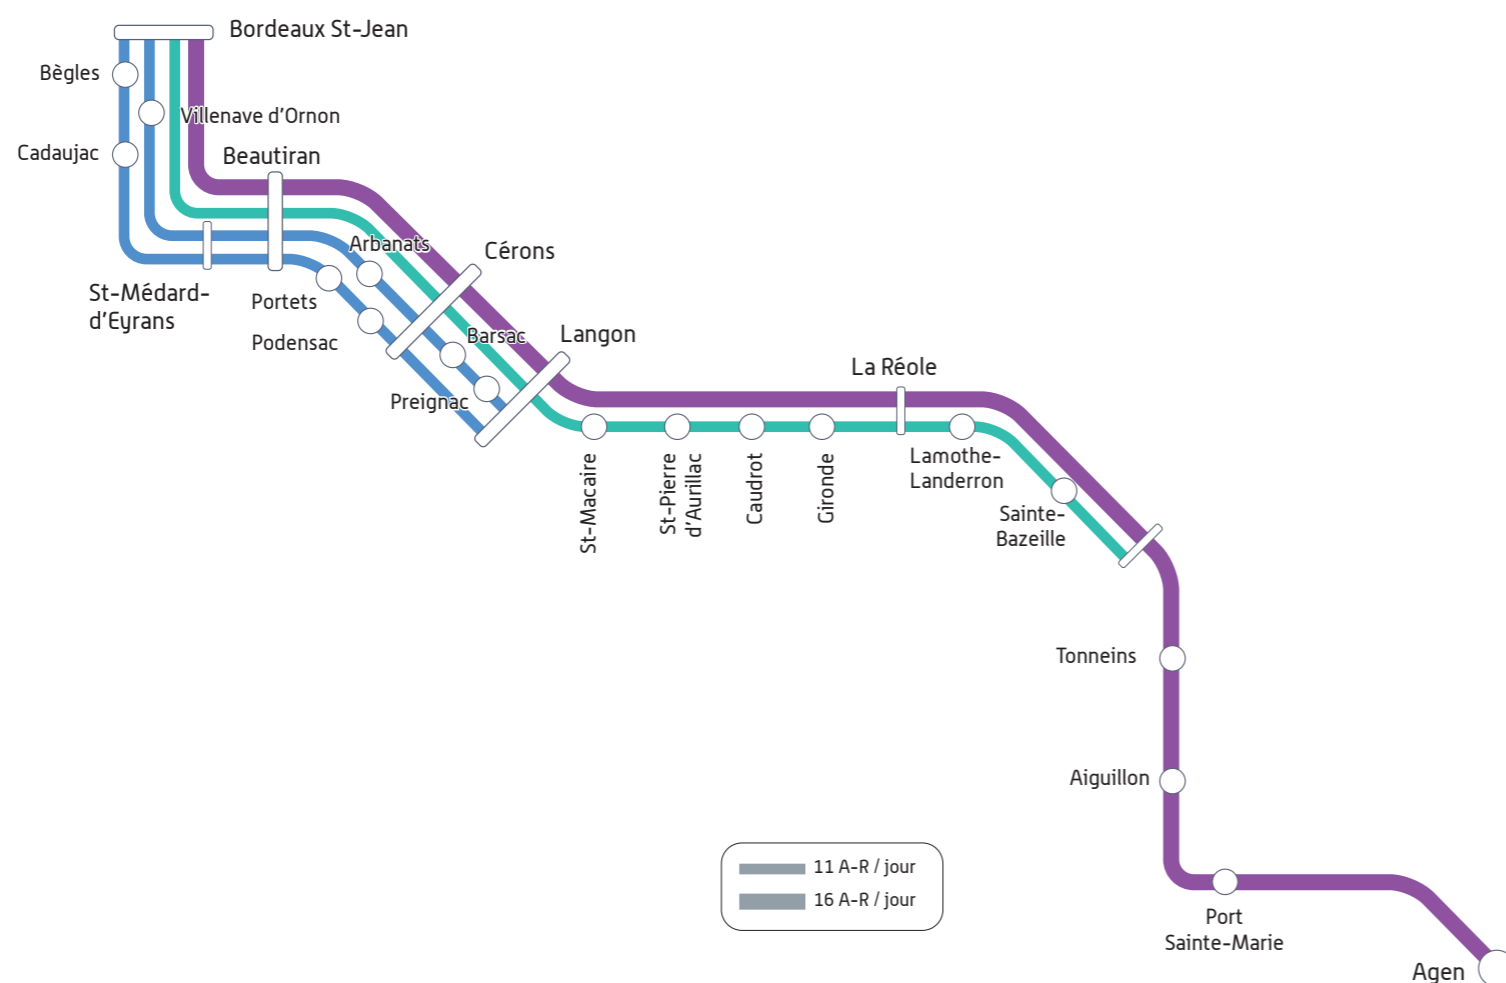 Bordeaux St-Jean
Bègles
Villenave d'Ornon
Cadaujac
Beautiran
Arbanats
Cérons
St-Médard-
d'Eyrans
Portets
Podensac
Barsac
Langon
Preignac
La Réole
St-Macaire
St-Pierre
d'Aurillac
Caudrot
Gironde
Lamothe-
Landerron
Sainte-
Bazeille
Tonneins
Aiguillon
11 A-R / jour
16 A-R / jour
Port
Sainte-Marie
Agen